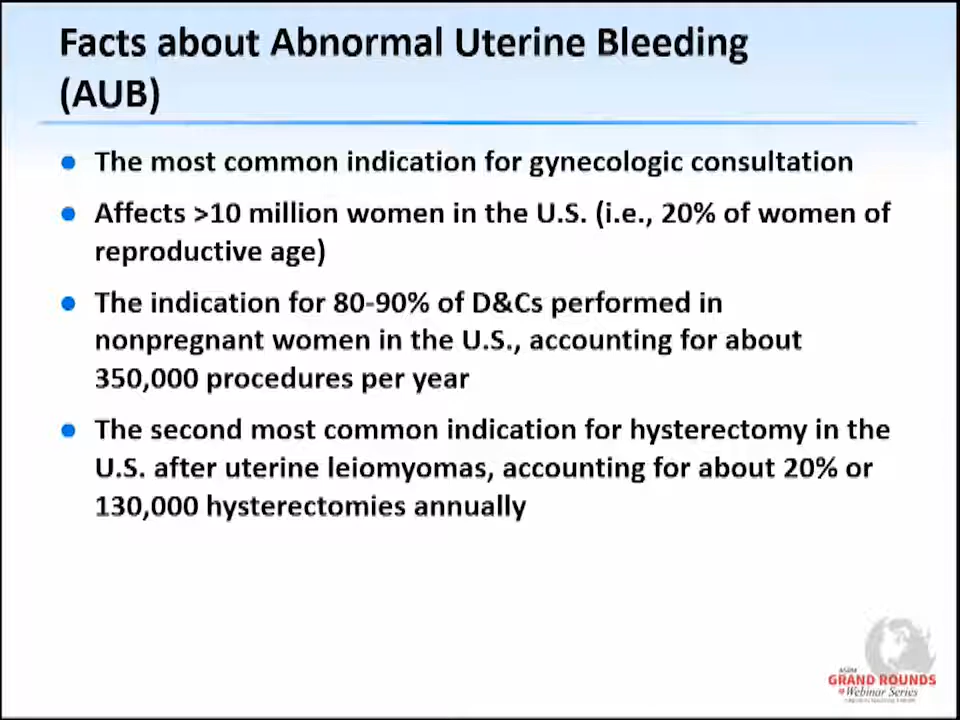 Facts about Abnormal Uterine Bleeding
(AUB)
The most common indication for gynecologic consultation
Affects >10 million women in the U.S. (i.e., 20% of women of
reproductive age)
The indication for 80-90% of D&Cs performed in
nonpregnant women in the U.S., accounting for about
350,000 procedures per year
The second most common indication for hysterectomy in the
U.S. after uterine leiomyomas, accounting for about 20% or
130,000 hysterectomies annually
GRAND ROUNDS
Webinar Series